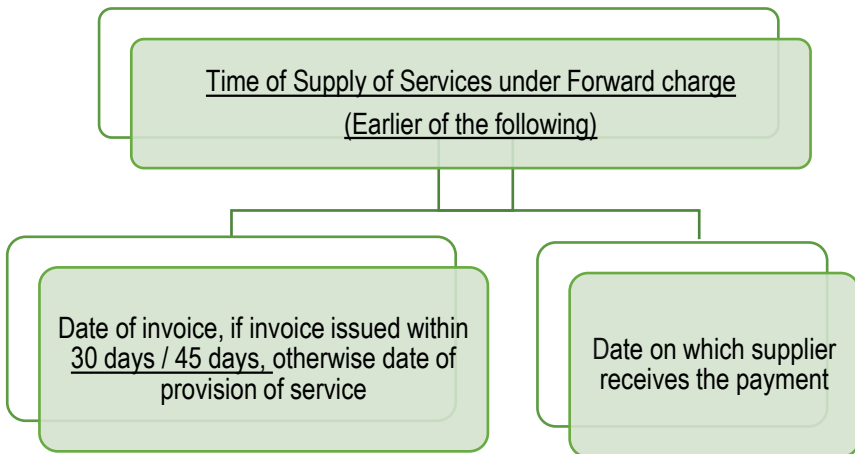 Time of Supply of Services under Forward charge
(Earlier of the following)
Date of invoice, if invoice issued within
30 days / 45 days, otherwise date of
provision of service
Date on which supplier
receives the payment